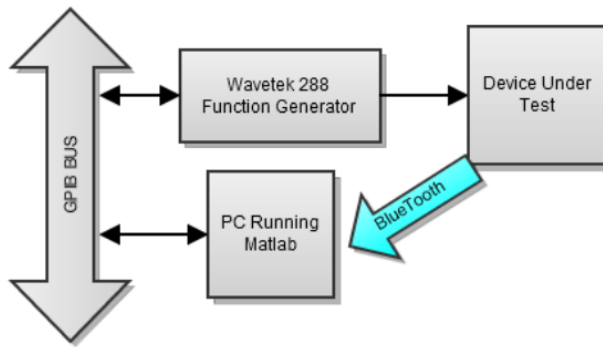 Wavetek 288
Function Generator
Device Under
Test
GPIB BUS
PC Running
Matlab
BlueTooth